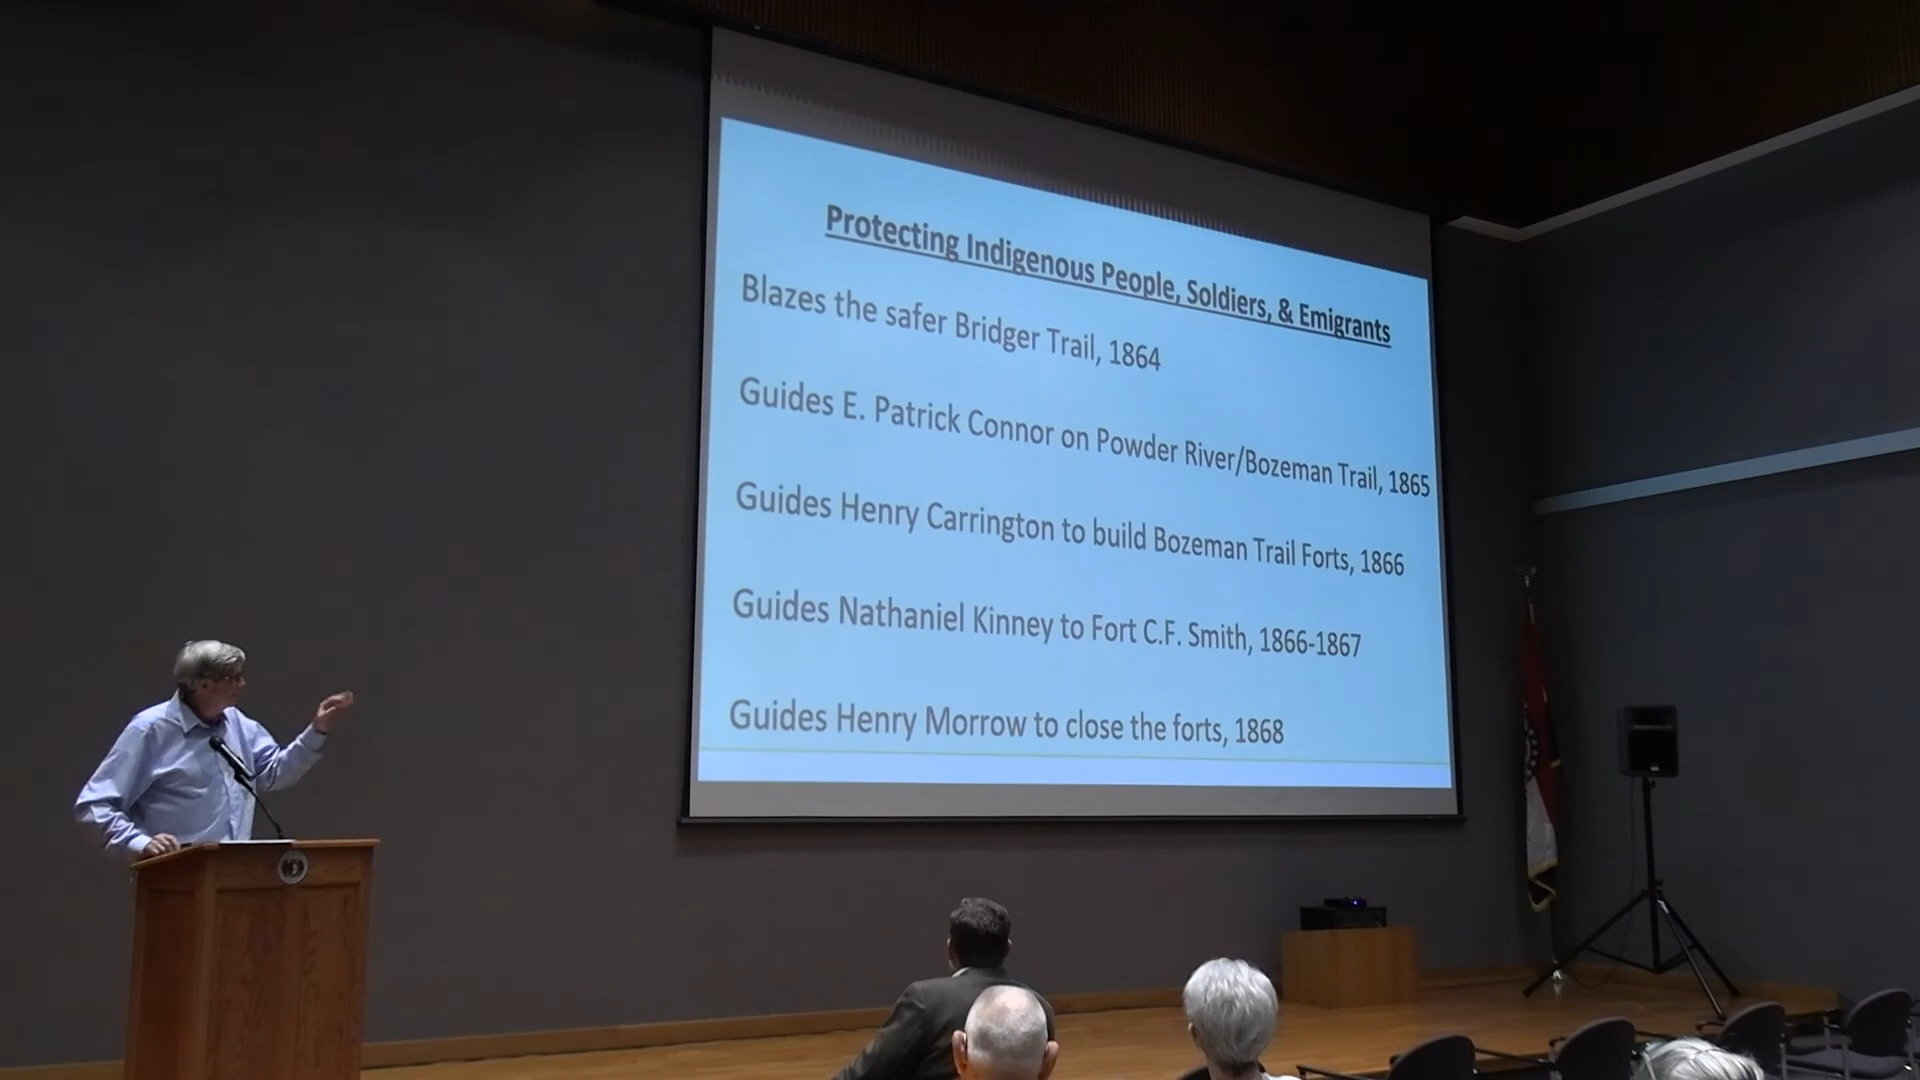 Protecting Indigenous People, Soldiers, & Emigrants
Blazes the safer Bridger Trail, 1864
Guides E. Patrick Connor on Powder River/Bozeman Trail, 1865
Guides Henry Carrington to build Bozeman Trail Forts, 1866
Guides Nathaniel Kinney to Fort C.F. Smith, 1866-1867
Guides Henry Morrow to close the forts, 1868